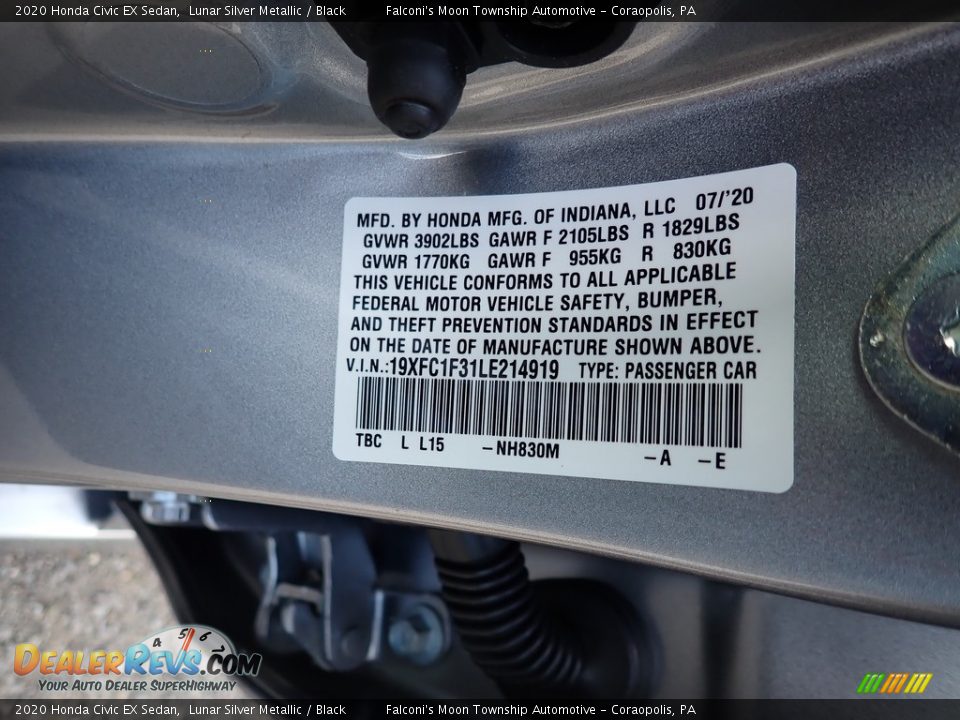 2020 Honda Civic EX Sedan,  Lunar Silver Metallic / Black    Falconi's Moon Township Automotive - Coraopolis, PA
MFD. BY HONDA MFG. OF INDIANA, LLC 07/'20
GVWR 3902LBS GAWR F 2105LBS R 1829LBS
GVWR 1770KG GAWR F 955KG R 830KG
THIS VEHICLE CONFORMS TO ALL APPLICABLE
FEDERAL MOTOR VEHICLE SAFETY, BUMPER,
AND THEFT PREVENTION STANDARDS IN EFFECT
ON THE DATE OF MANUFACTURE SHOWN ABOVE.
V.I.N.:19XFC1F31LE214919 TYPE: PASSENGER CAR
TBC L L15 -NH830M -A -E
4 5 6
DEALERREVS.COM
YOUR AUTO DEALER SUPERHIGHWAY
2020 Honda Civic EX Sedan,  Lunar Silver Metallic / Black    Falconi's Moon Township Automotive - Coraopolis, PA